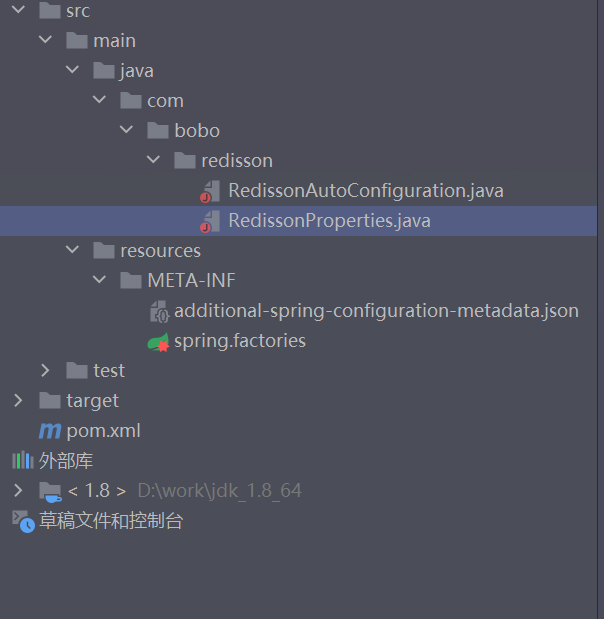 src
main
java
com
bobo
redisson
RedissonAutoConfiguration.java
RedissonProperties.java
resources
META-INF
additional-spring-configuration-metadata.json
spring.factories
test
target
pom.xml
外部库
< 1.8 > D:\work\jdk_1.8_64
草稿文件和控制台